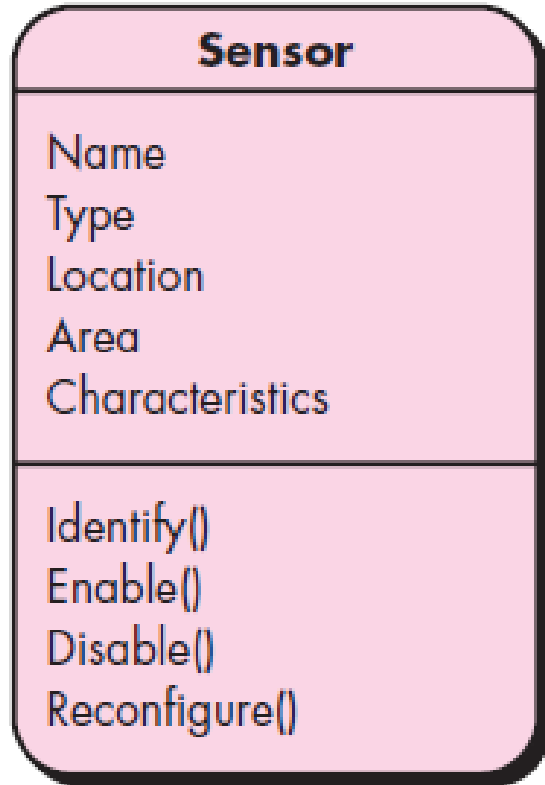 Sensor
Name
Type
Location
Area
Characteristics
Identify()
Enable()
Disable()
Reconfigure()